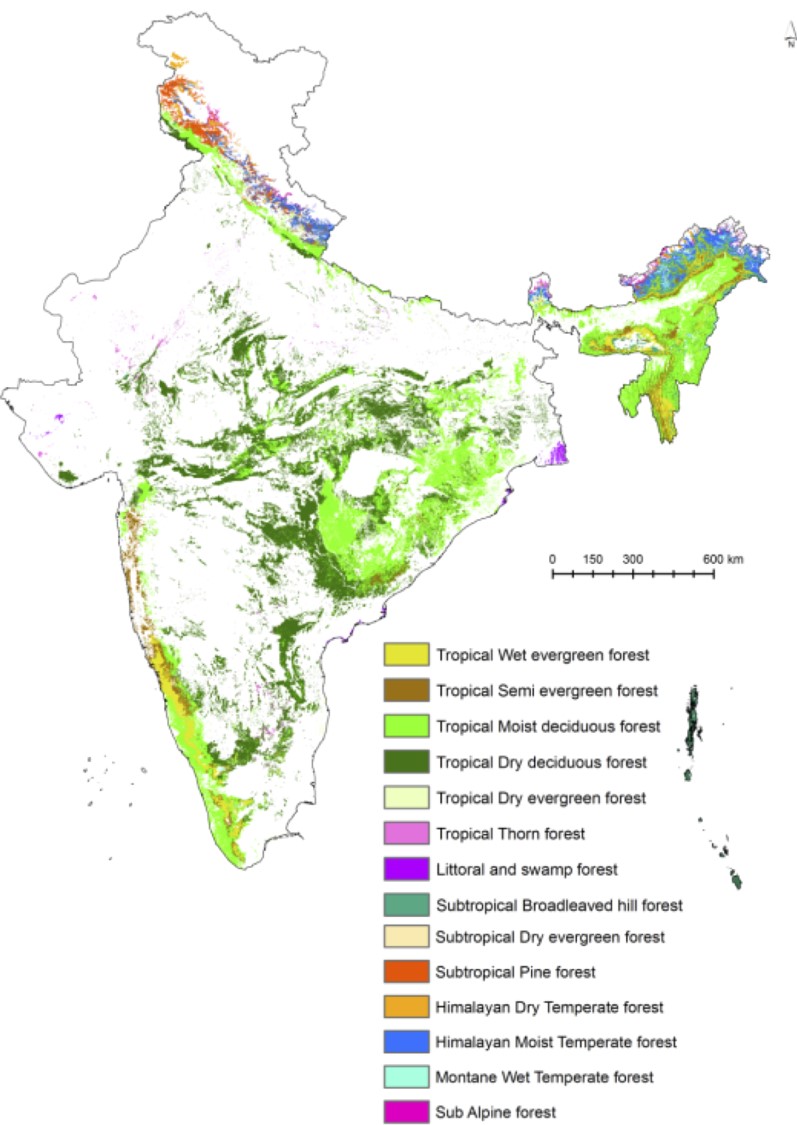 N
0 150 300 600 km
Tropical Wet evergreen forest
Tropical Semi evergreen forest
Tropical Moist deciduous forest
Tropical Dry deciduous forest
Tropical Dry evergreen forest
Tropical Thorn forest
Littoral and swamp forest
Subtropical Broadleaved hill forest
Subtropical Dry evergreen forest
Subtropical Pine forest
Himalayan Dry Temperate forest
Himalayan Moist Temperate forest
Montane Wet Temperate forest
Sub Alpine forest